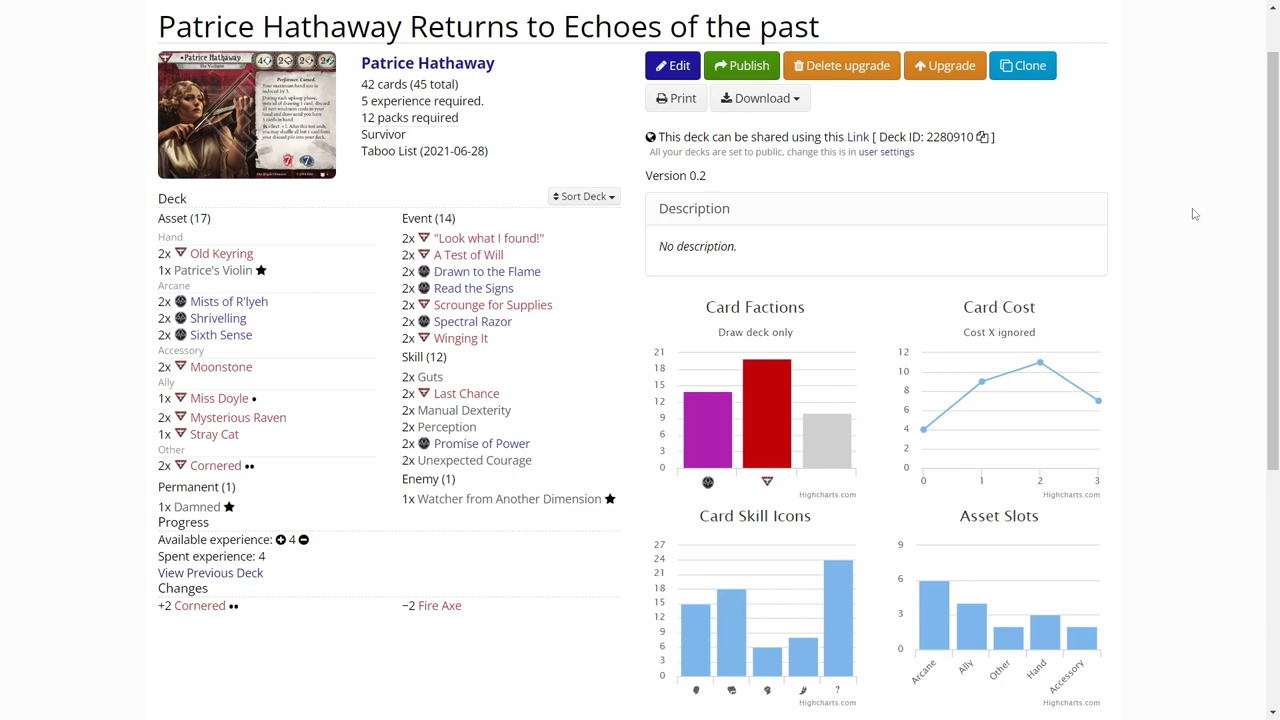 Patrice Hathaway Returns to Echoes of the past
Patrice Hathaway
Patrice Hathaway
42 cards (45 total)
5 experience required.
12 packs required
Survivor
Taboo List (2021-06-28)
Edit
Publish
Delete upgrade
Upgrade
Clone
Print
Download
This deck can be shared using this Link [ Deck ID: 2280910 ]
All your decks are set to public, change this is in user settings
Version 0.2
Description
No description.
Deck
Sort Deck
Asset (17)
Hand
2x Old Keyring
1x Patrice's Violin ★
Arcane
2x Mists of R'lyeh
2x Shrivelling
2x Sixth Sense
Accessory
2x Moonstone
Ally
1x Miss Doyle •
2x Mysterious Raven
1x Stray Cat
Other
2x Cornered ••
Permanent (1)
1x Damned ★
Event (14)
2x "Look what I found!"
2x A Test of Will
2x Drawn to the Flame
2x Read the Signs
2x Scrounge for Supplies
2x Spectral Razor
2x Winging It
Skill (12)
2x Guts
2x Last Chance
2x Manual Dexterity
2x Perception
2x Promise of Power
2x Unexpected Courage
Enemy (1)
1x Watcher from Another Dimension ★
Progress
Available experience: 4
Spent experience: 4
View Previous Deck
Changes
+2 Cornered ••
−2 Fire Axe
Card Factions
Draw deck only
21
18
15
12
9
6
3
0
Highcharts.com
Card Cost
Cost X ignored
12
10
8
6
4
2
0
0 1 2 3
Highcharts.com
Card Skill Icons
27
24
21
18
15
12
9
6
3
0
?
Highcharts.com
Asset Slots
9
6
3
0
Arcane
Ally
Other
Hand
Accessory
Highcharts.com